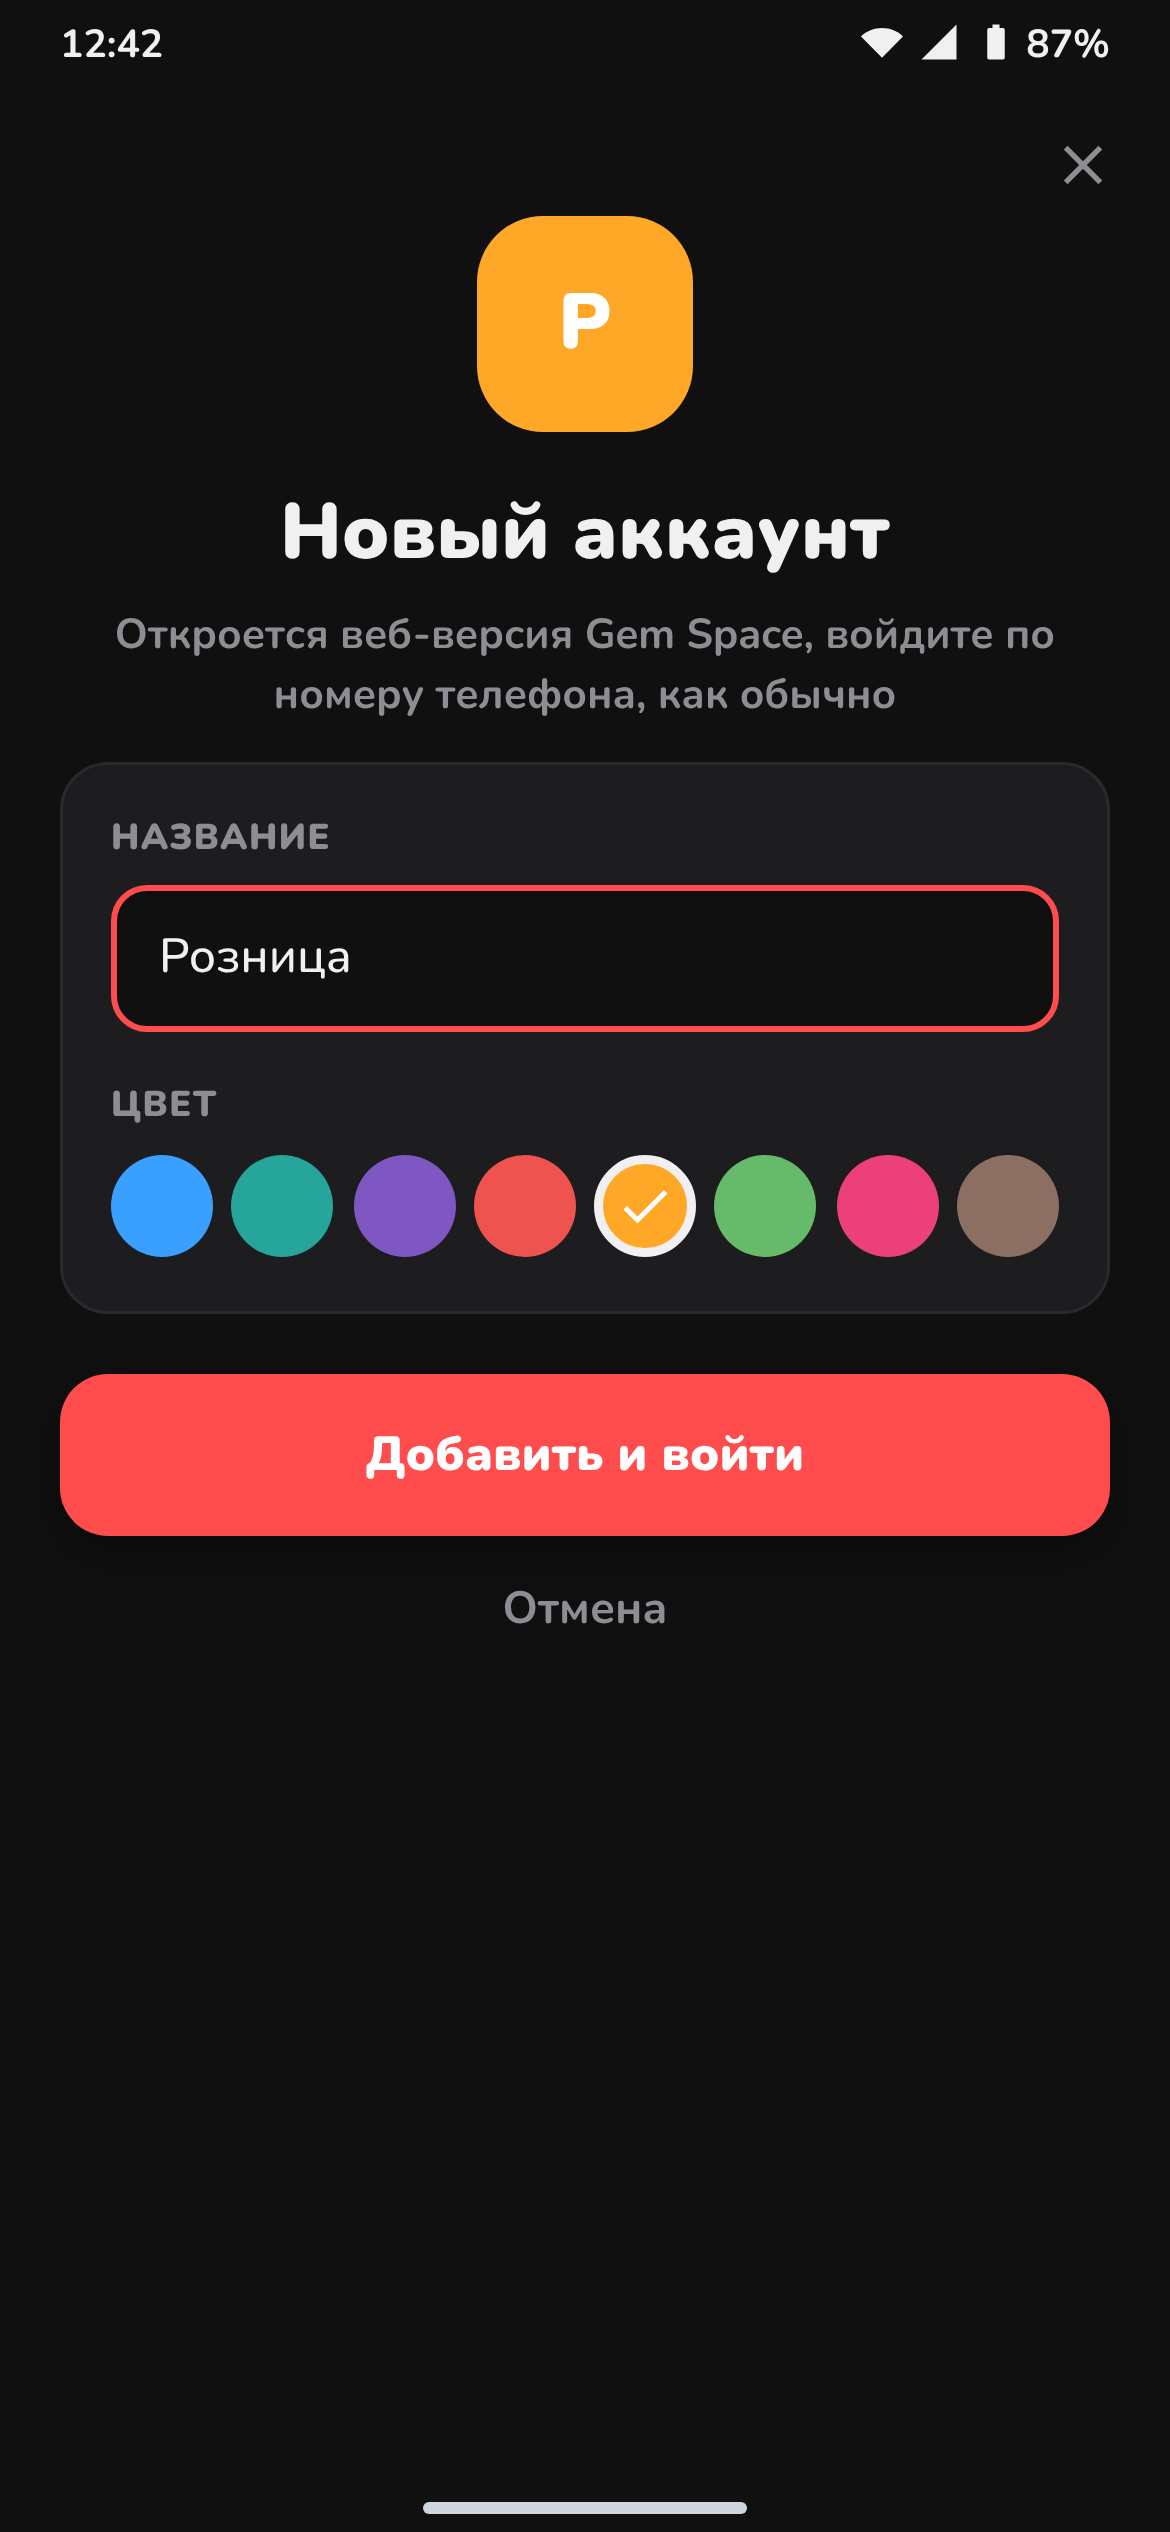 12:42
87%
Р
Новый аккаунт
Откроется веб-версия Gem Space, войдите по
номеру телефона, как обычно
НАЗВАНИЕ
Розница
ЦВЕТ
Добавить и войти
Отмена